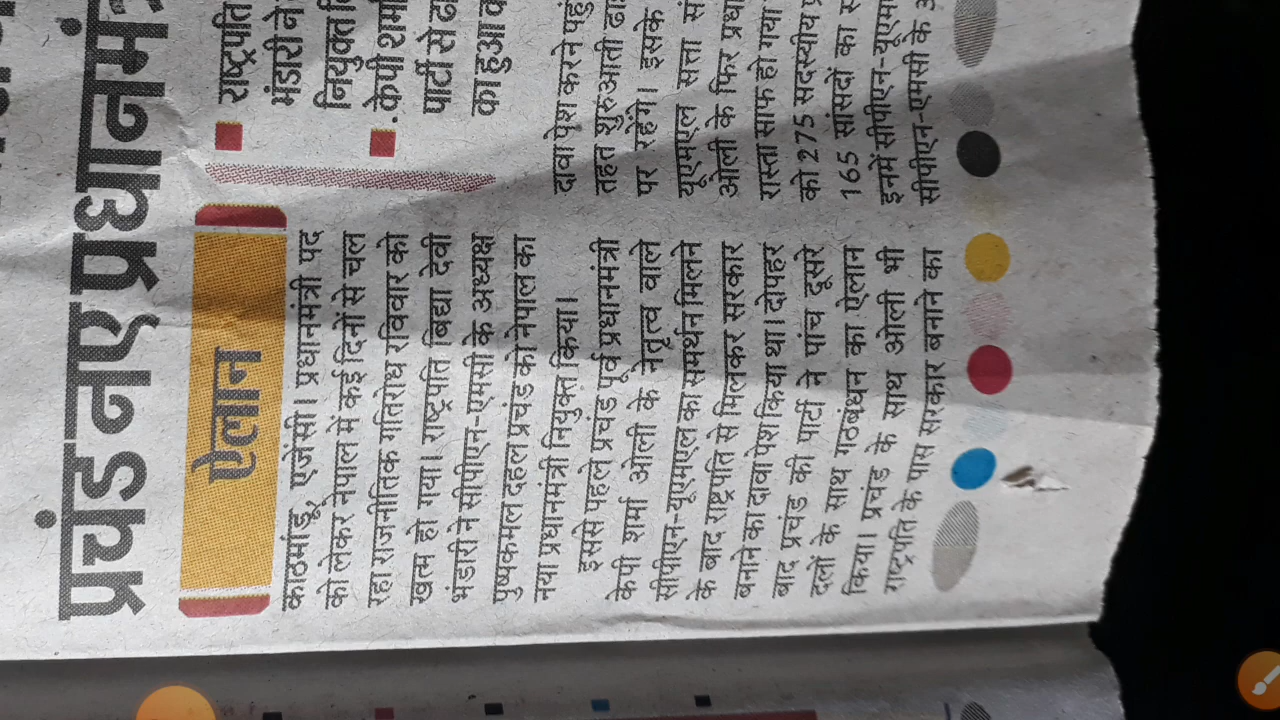 प्रचंड नए प्रधानमं
ऐलान
काठमांडू, एजेंसी। प्रधानमंत्री पद
को लेकर नेपाल में कई दिनों से चल
रहा राजनीतिक गतिरोध रविवार को
खत्म हो गया। राष्ट्रपति बिद्या देवी
भंडारी ने सीपीएन-एमसी के अध्यक्ष
पुष्पकमल दहल प्रचंड को नेपाल का
नया प्रधानमंत्री नियुक्त किया।
इससे पहले प्रचंड पूर्व प्रधानमंत्री
केपी शर्मा ओली के नेतृत्व वाले
सीपीएन-यूएमएल का समर्थन मिलने
के बाद राष्ट्रपति से मिलकर सरकार
बनाने का दावा पेश किया था। दोपहर
बाद प्रचंड की पार्टी ने पांच दूसरे
दलों के साथ गठबंधन का ऐलान
किया। प्रचंड के साथ ओली भी
राष्ट्रपति के पास सरकार बनाने का
राष्ट्रपति
भंडारी ने
नियुक्त
केपी शर्मा
पार्टी से
का हुआ
दावा पेश करने
तहत शुरुआती
पर रहेंगे। इसके
यूएमएल सत्ता
ओली के फिर
रास्ता साफ हो गया
को 275 सदस्यीय
165 सांसदों का
इनमें सीपीएन-यूएम
सीपीएन-एमसी के